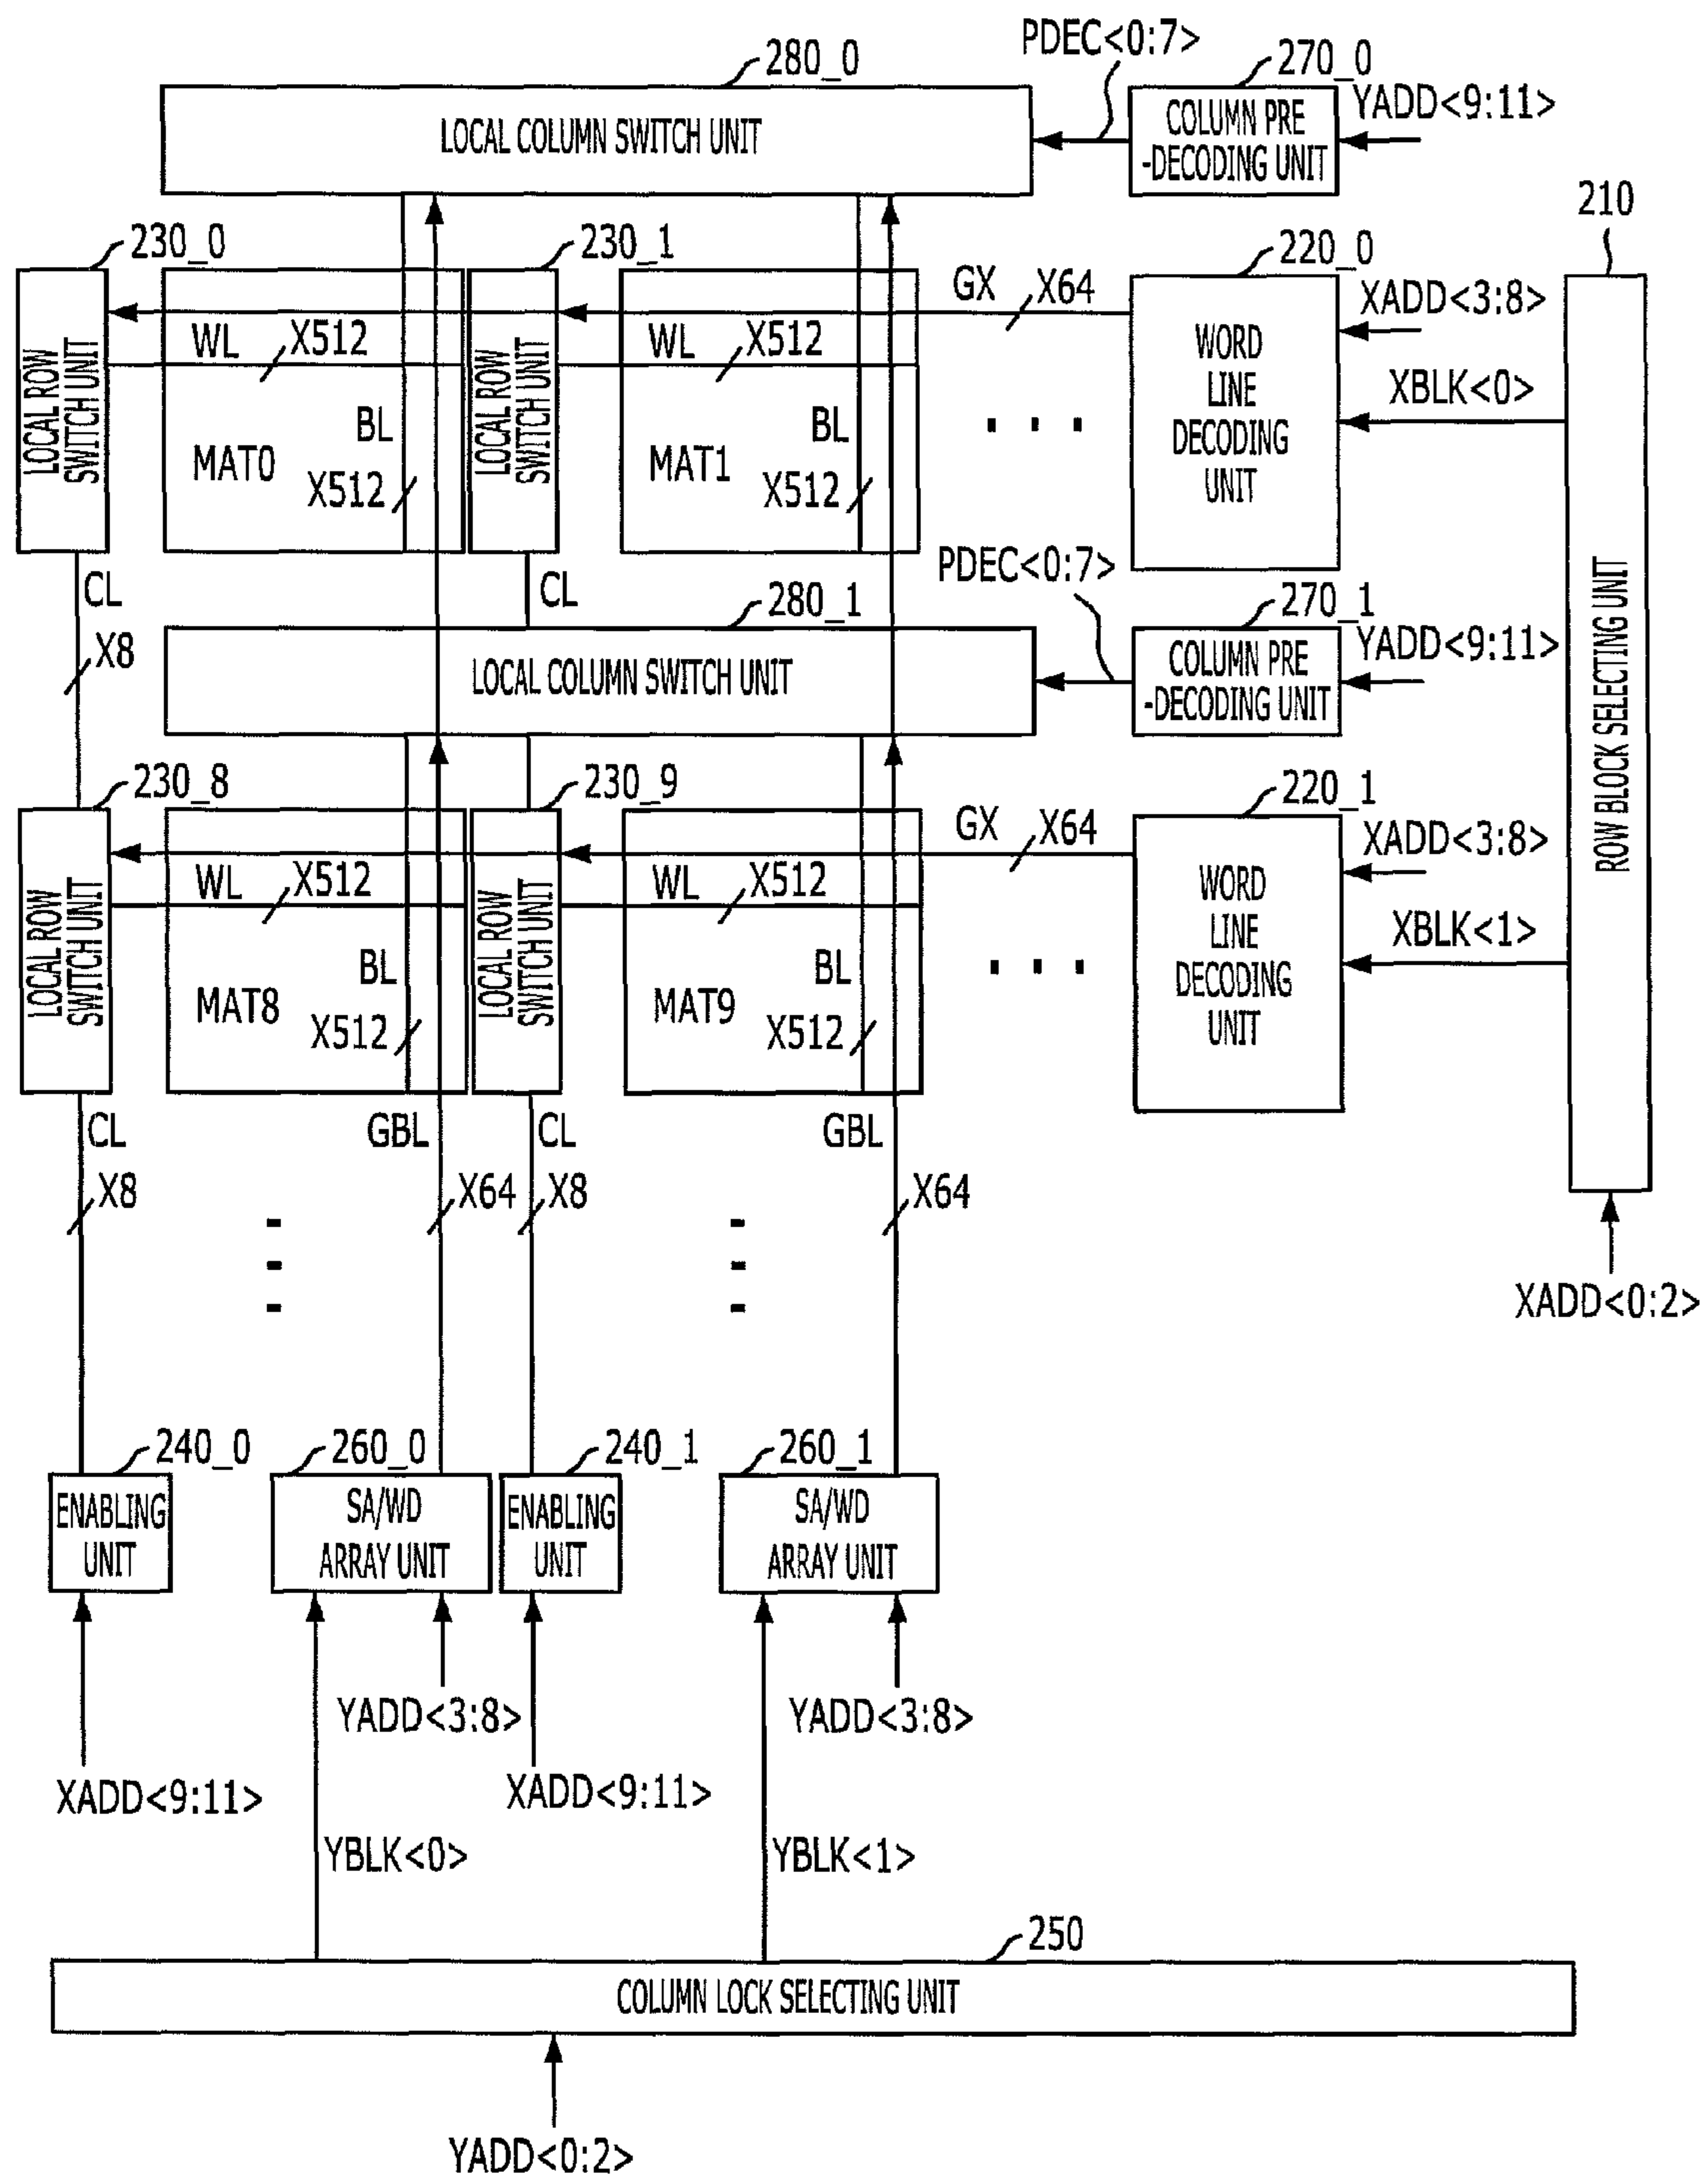 PDEC<0:7>
280_0
270_0
YADD<9:11>
LOCAL COLUMN SWITCH UNIT
COLUMN PRE
-DECODING UNIT
210
230_0
230_1
220_0
GX
X64
XADD<3:8>
WL
X512
WL
X512
LOCAL ROW
SWITCH UNIT
LOCAL ROW
SWITCH UNIT
WORD
LINE
DECODING
UNIT
XBLK<0>
BL
BL
MAT0
MAT1
X512
X512
PDEC<0:7>
CL
CL
280_1
270_1
X8
YADD<9:11>
LOCAL COLUMN SWITCH UNIT
COLUMN PRE
-DECODING UNIT
ROW BLOCK SELECTING UNIT
230_8
230_9
220_1
GX
X64
XADD<3:8>
WL
X512
WL
X512
LOCAL ROW
SWITCH UNIT
LOCAL ROW
SWITCH UNIT
WORD
LINE
DECODING
UNIT
XBLK<1>
BL
BL
MAT8
MAT9
X512
X512
CL
GBL
CL
GBL
X8
X64
X8
X64
XADD<0:2>
240_0
260_0
240_1
260_1
ENABLING
UNIT
SA/WD
ARRAY UNIT
ENABLING
UNIT
SA/WD
ARRAY UNIT
YADD<3:8>
YADD<3:8>
XADD<9:11>
XADD<9:11>
YBLK<0>
YBLK<1>
250
COLUMN LOCK SELECTING UNIT
YADD<0:2>